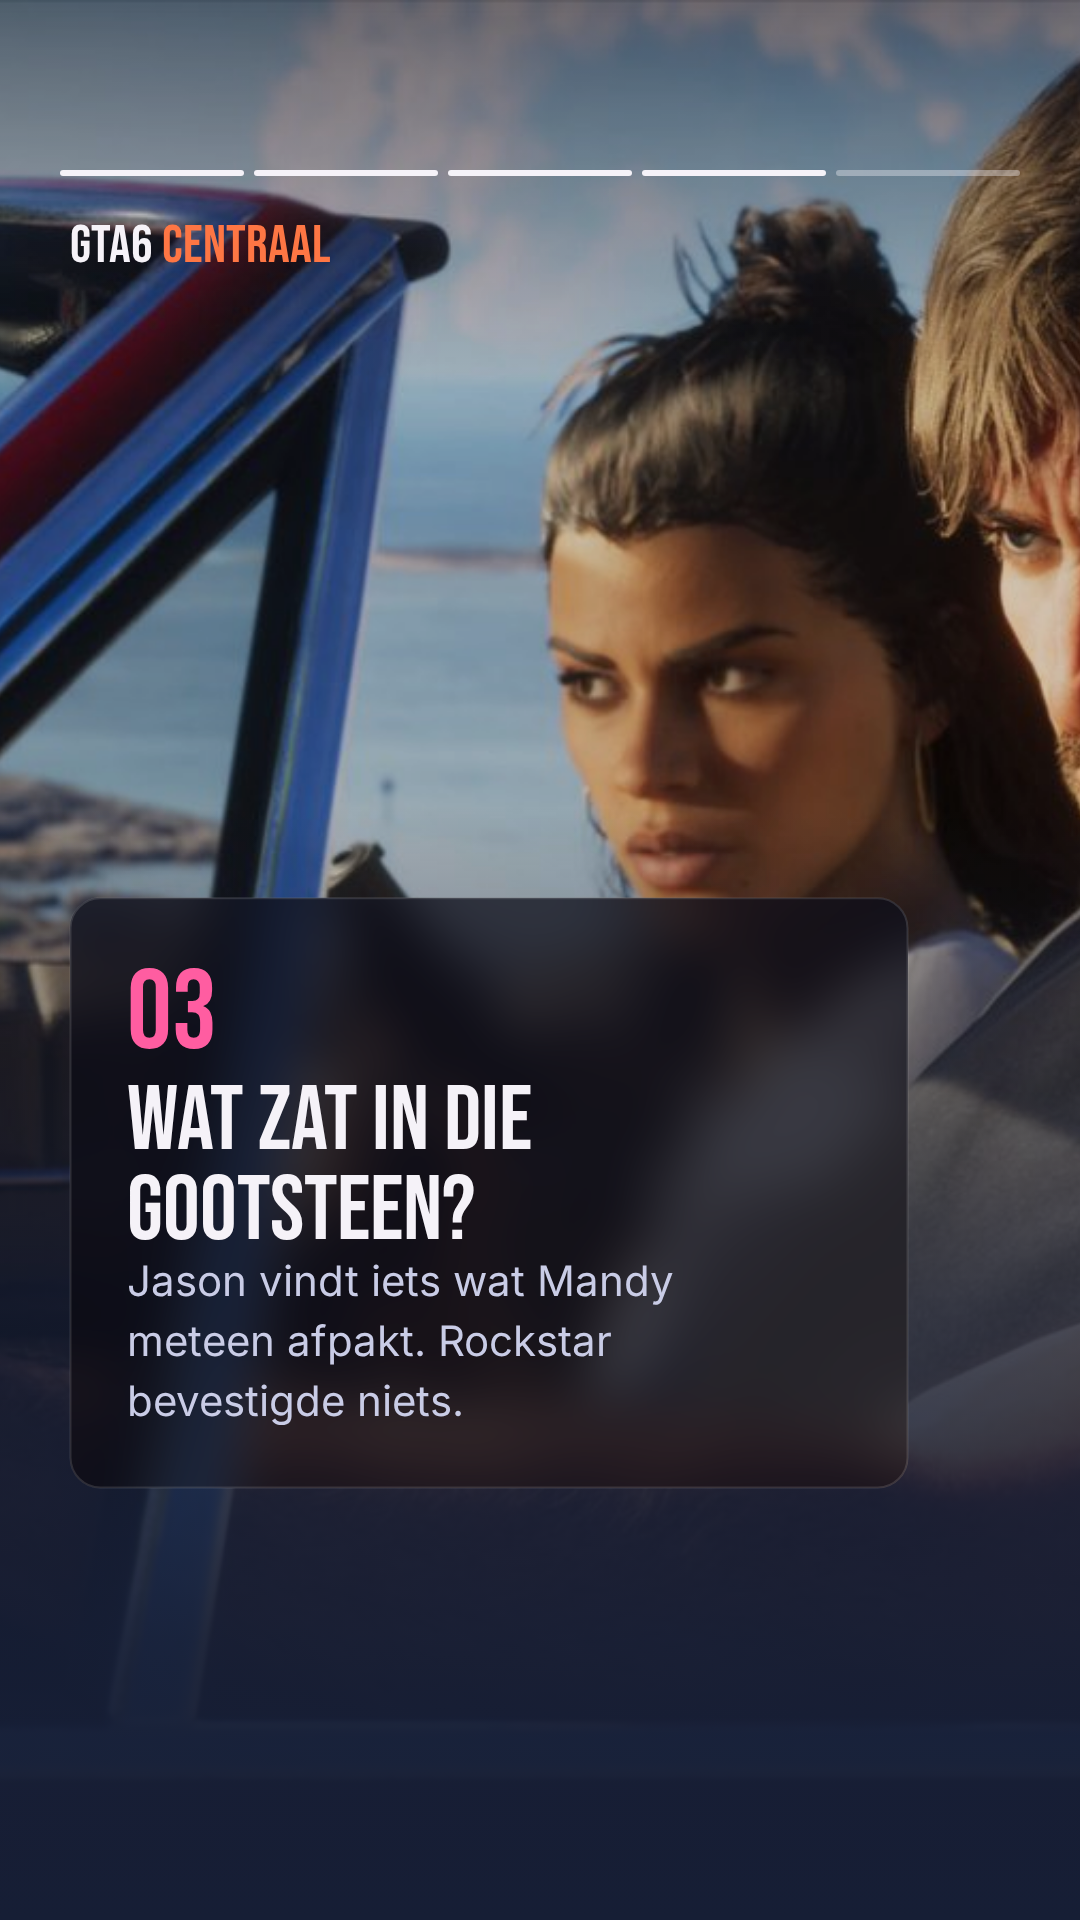 GTA6 CENTRAAL
03
WAT ZAT IN DIE
GOOTSTEEN?
Jason vindt iets wat Mandy
meteen afpakt. Rockstar
bevestigde niets.